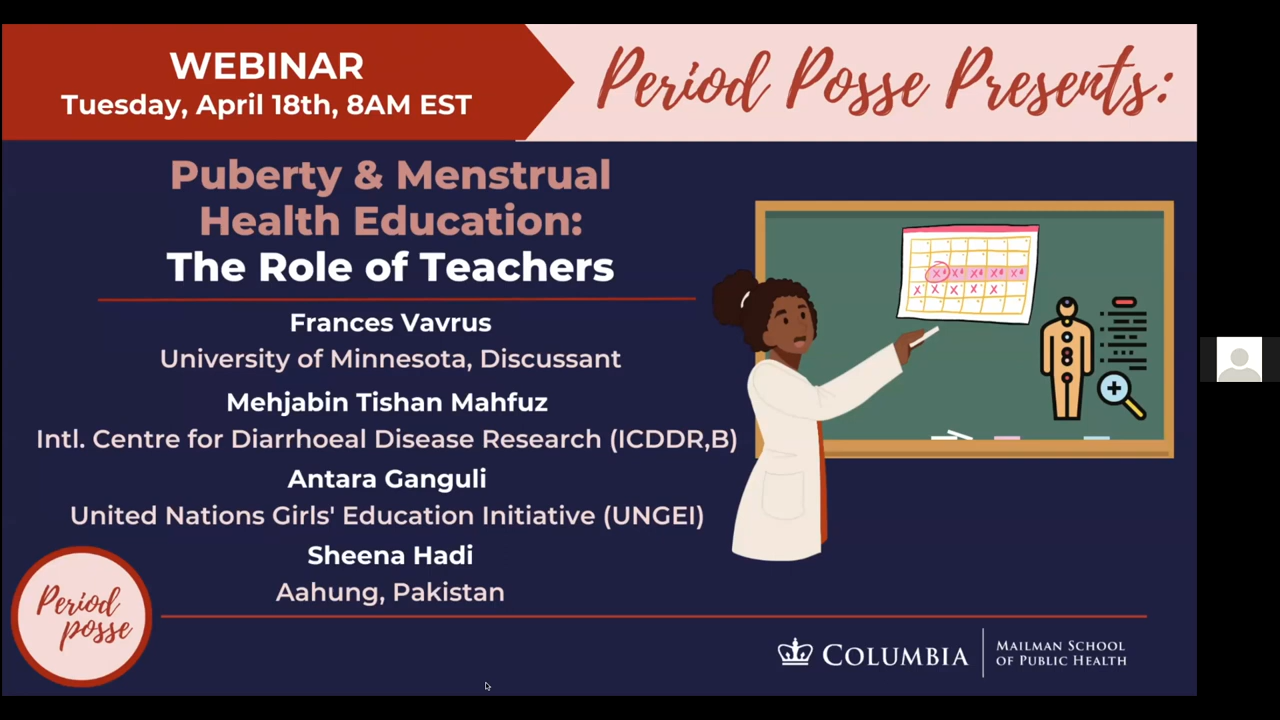 WEBINAR
Tuesday, April 18th, 8AM EST
Period Posse Presents:
Puberty & Menstrual
Health Education:
The Role of Teachers
Frances Vavrus
University of Minnesota, Discussant
Mehjabin Tishan Mahfuz
Intl. Centre for Diarrhoeal Disease Research (ICDDR,B)
Antara Ganguli
United Nations Girls' Education Initiative (UNGEI)
Sheena Hadi
Aahung, Pakistan
Period
posse
COLUMBIA
MAILMAN SCHOOL
OF PUBLIC HEALTH